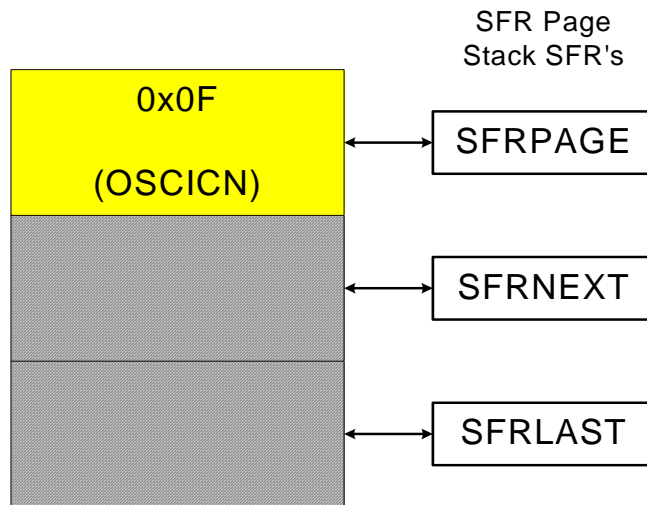 SFR Page
Stack SFR's
0x0F
(OSCICN)
SFRPAGE
SFRNEXT
SFRLAST